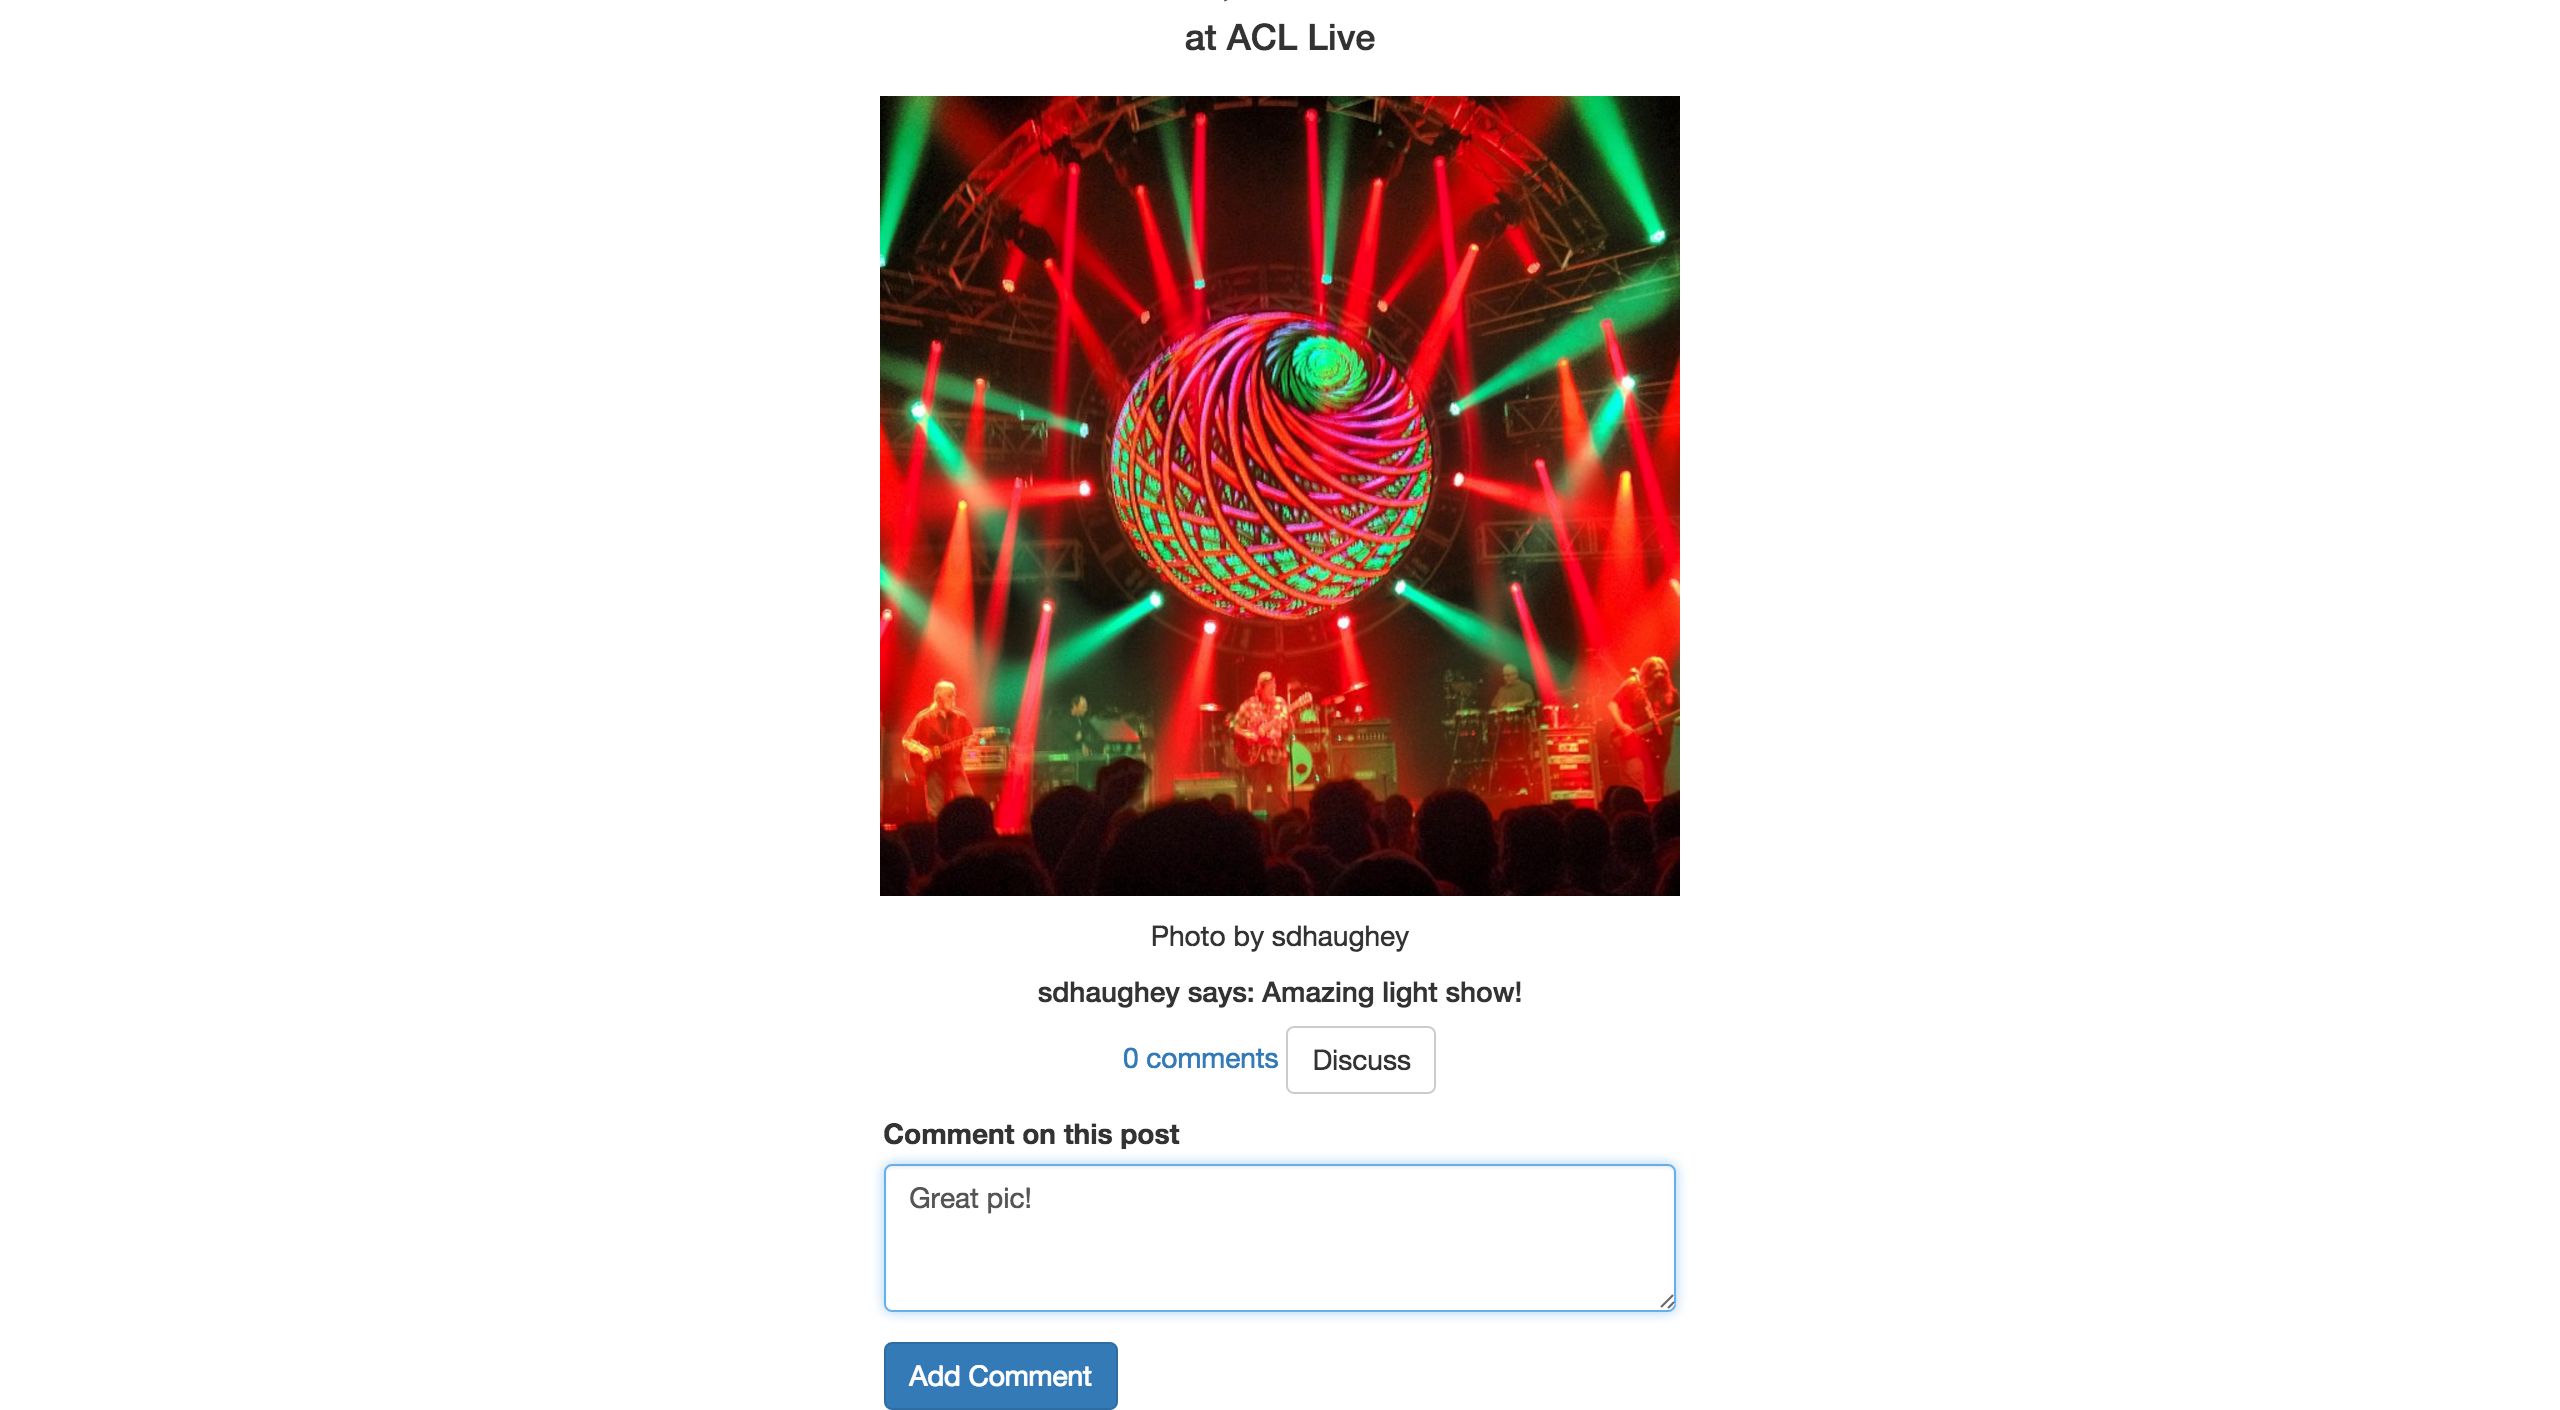 at ACL Live
Photo by sdhaughey
sdhaughey says: Amazing light show!
0 comments Discuss
Comment on this post
Great pic!
Add Comment